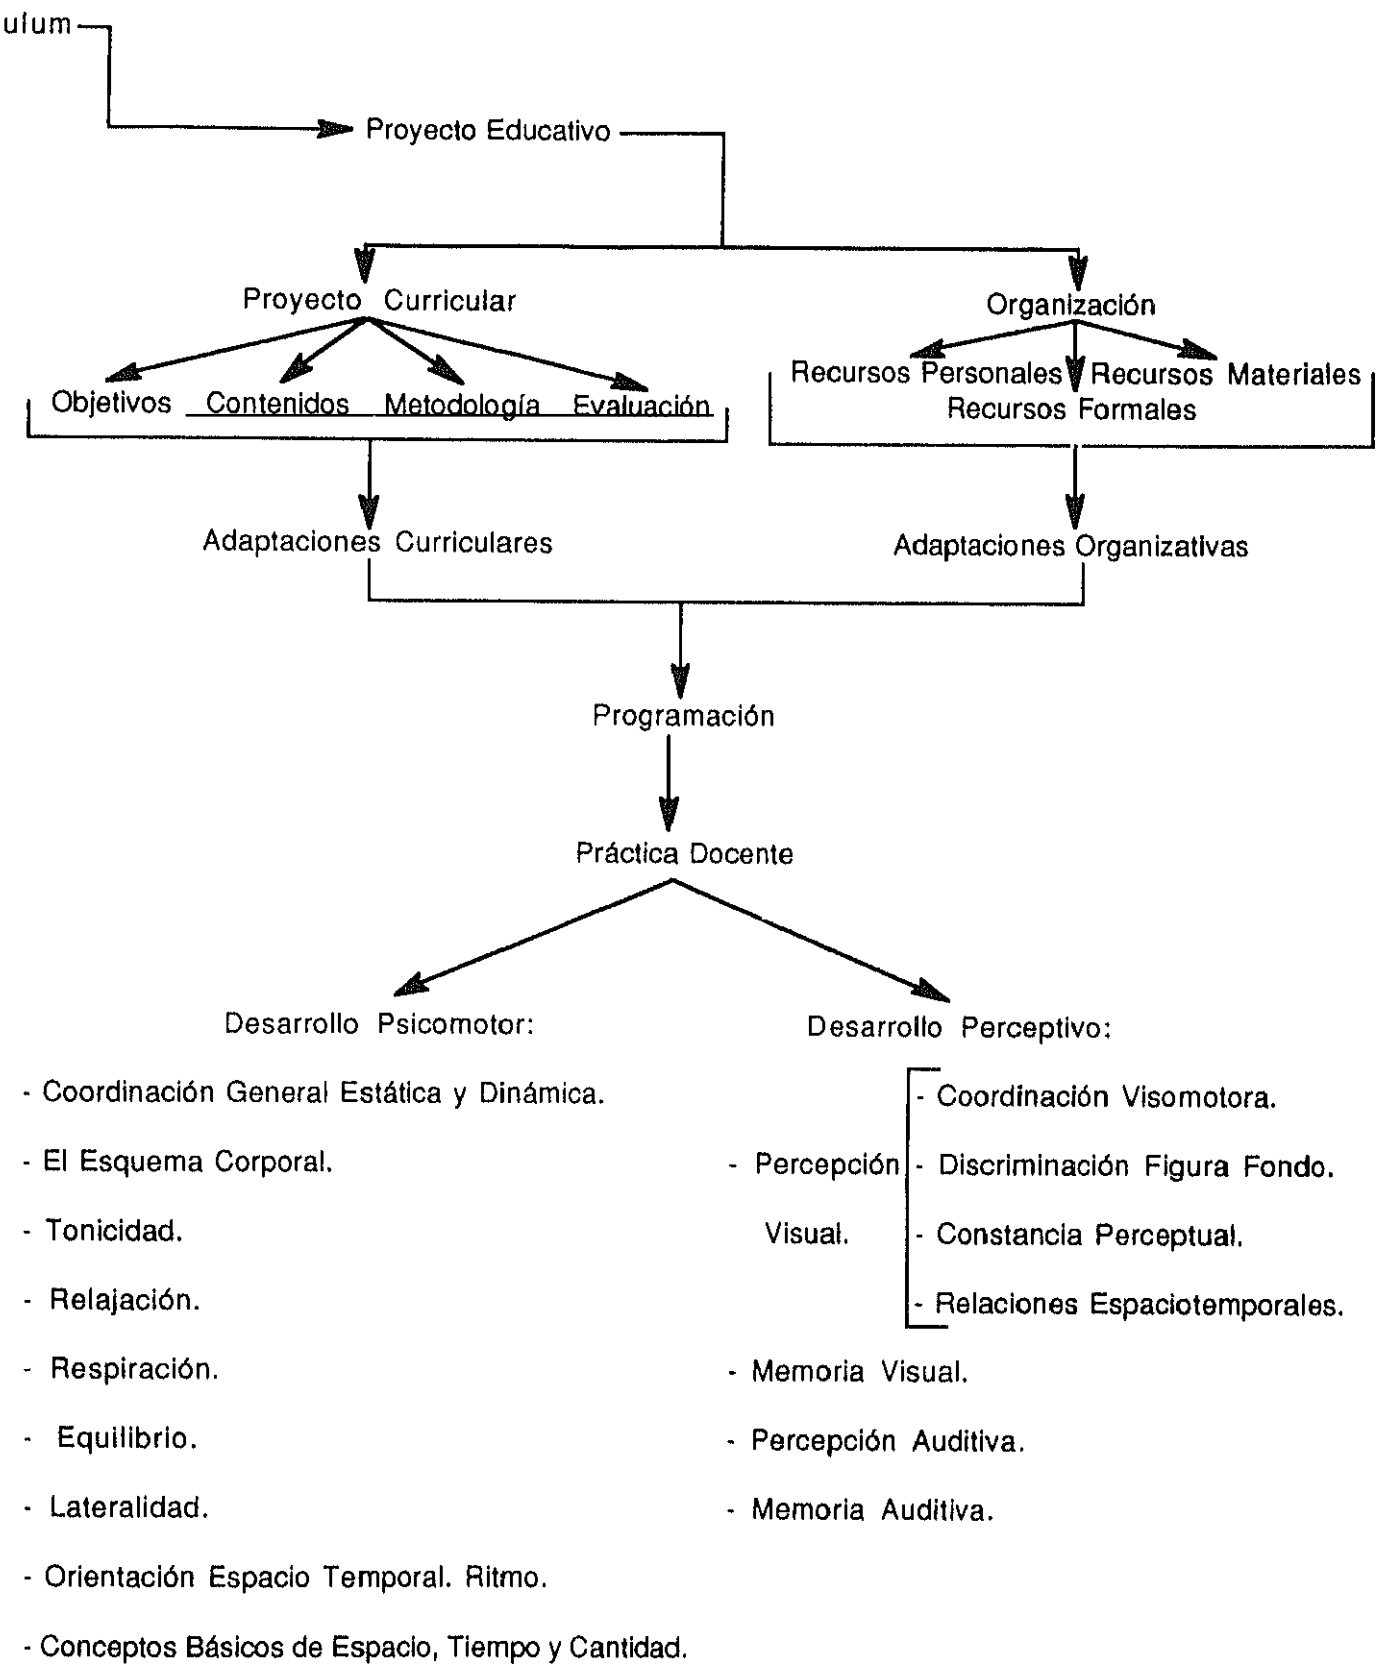 ulum
Proyecto Educativo
Proyecto Curricular
Organización
Objetivos Contenidos Metodología Evaluación
Recursos Personales Recursos Materiales
Recursos Formales
Adaptaciones Curriculares
Adaptaciones Organizativas
Programación
Práctica Docente
Desarrollo Psicomotor:
- Coordinación General Estática y Dinámica.
- El Esquema Corporal.
- Tonicidad.
- Relajación.
- Respiración.
- Equilibrio.
- Lateralidad.
- Orientación Espacio Temporal. Ritmo.
- Conceptos Básicos de Espacio, Tiempo y Cantidad.
Desarrollo Perceptivo:
- Percepción
Visual.
- Coordinación Visomotora.
- Discriminación Figura Fondo.
- Constancia Perceptual.
- Relaciones Espaciotemporales.
- Memoria Visual.
- Percepción Auditiva.
- Memoria Auditiva.